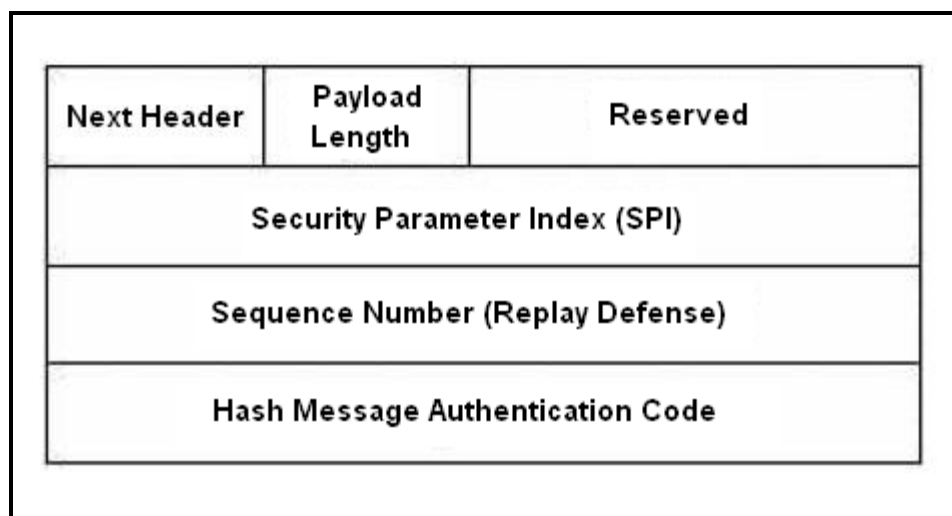 Next Header
Payload
Length
Reserved
Security Parameter Index (SPI)
Sequence Number (Replay Defense)
Hash Message Authentication Code